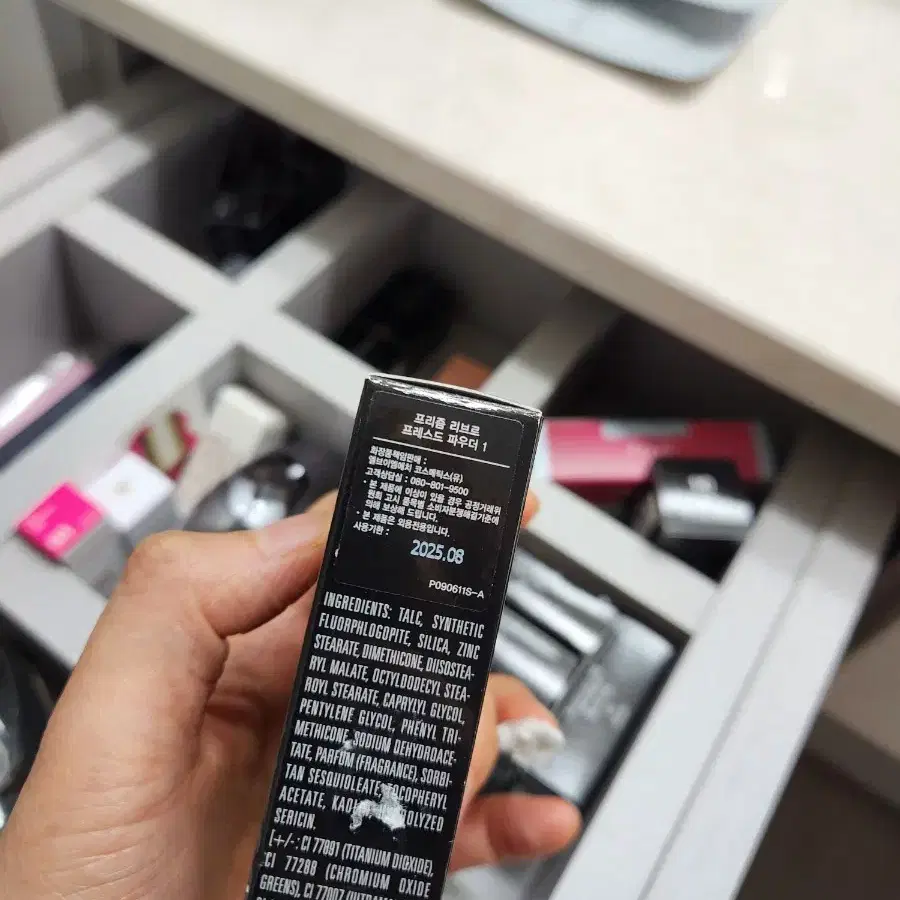 프리즘 리브르
프레스드 파우더 1
화장품책임판매 :
엘브이엠에치 코스메틱스(유)
고객상담실 : 080-801-9500
• 본 제품에 이상이 있을 경우 공정거래위
원회 고시 품목별 소비자분쟁해결기준에
의해 보상해 드립니다.
• 본 제품은 외용전용입니다.
사용기한 :
2025.08
P090611S-A
INGREDIENTS: TALC, SYNTHETIC
FLUORPHLOGOPITE, SILICA, ZINC
STEARATE, DIMETHICONE, DIISOSTEA-
RYL MALATE, OCTYLDODECYL STEA-
ROYL STEARATE, CAPRYLYL GLYCOL,
PENTYLENE GLYCOL, PHENYL TRI-
METHICONE, SODIUM DEHYDROACE-
TATE, PARFUM (FRAGRANCE), SORBI-
TAN SESQUIOLEATE, TOCOPHERYL
ACETATE,
SERICIN.
[+/-: CI 77891 (TITANIUM DIOXIDE),
CI 77288 (CHROMIUM OXIDE
GREENS), CI 77007